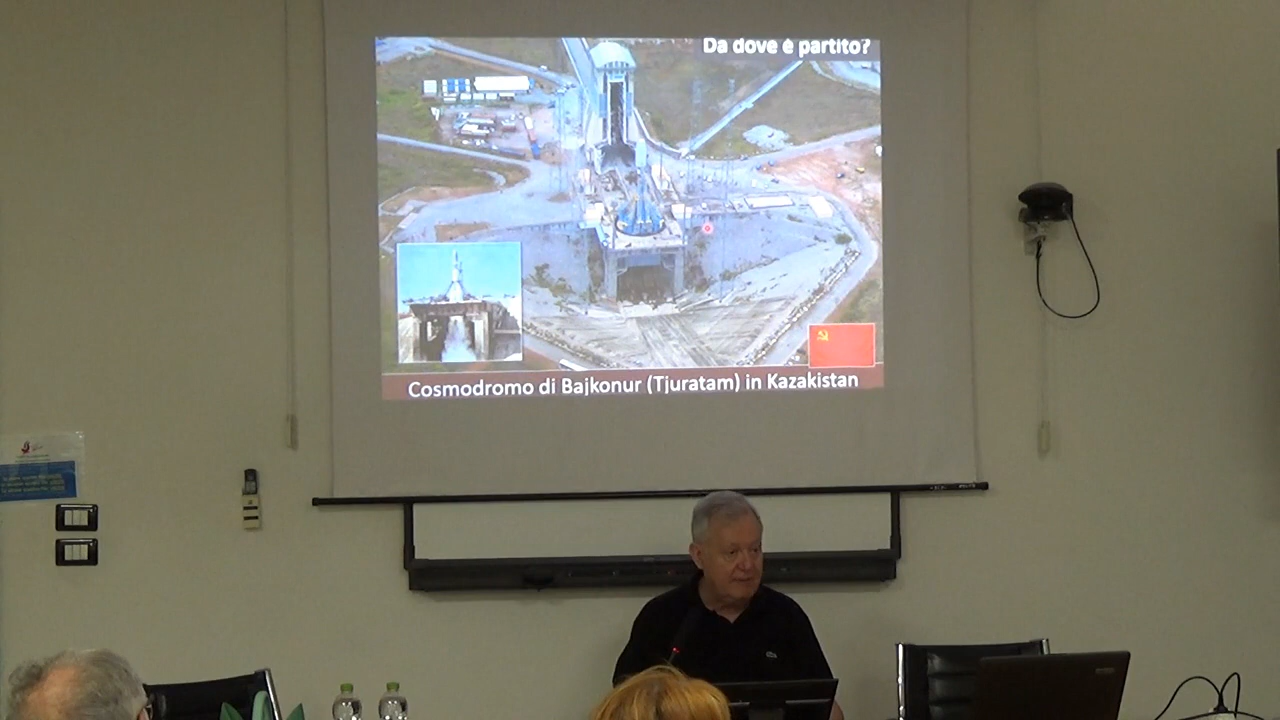 Da dove è partito?
Cosmodromo di Bajkonur (Tjuratam) in Kazakistan